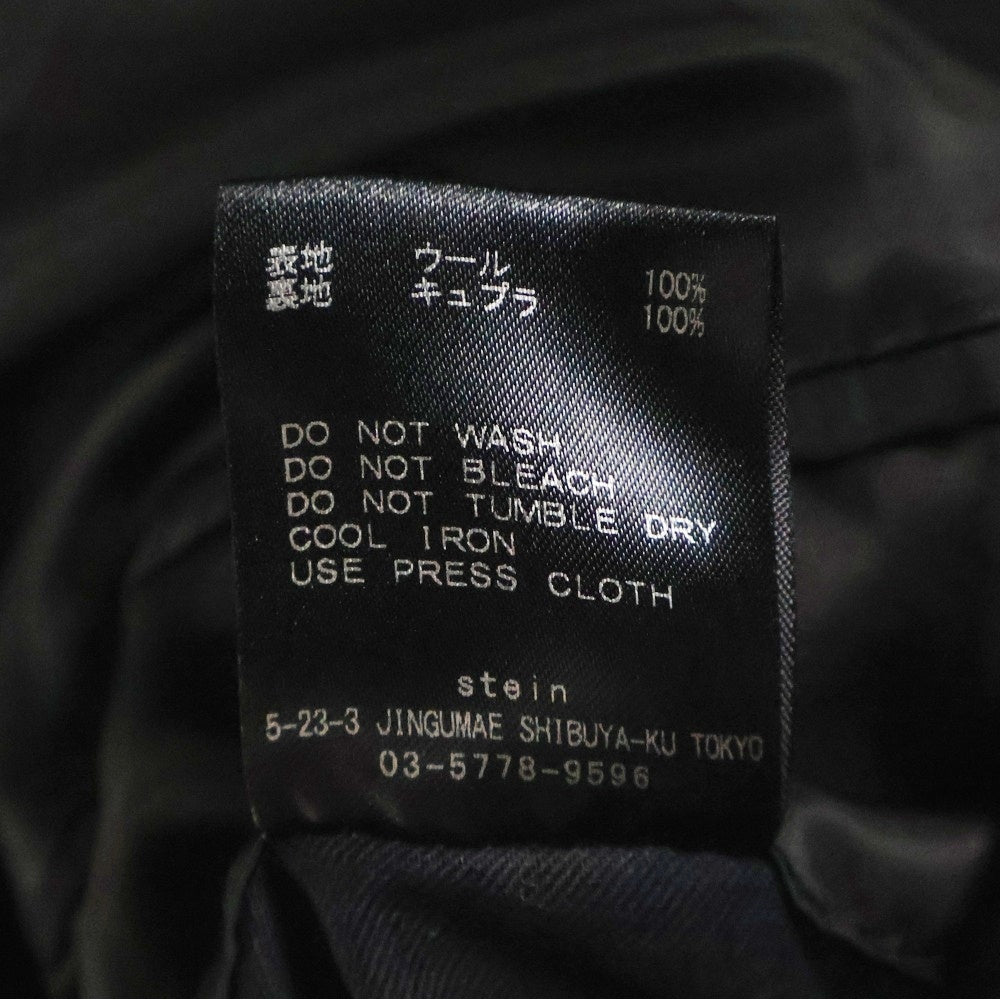 表地 ウール 100%
裏地 キュプラ 100%
DO NOT WASH
DO NOT BLEACH
DO NOT TUMBLE DRY
COOL IRON
USE PRESS CLOTH
stein
5-23-3 JINGUMAE SHIBUYA-KU TOKYO
03-5778-9596